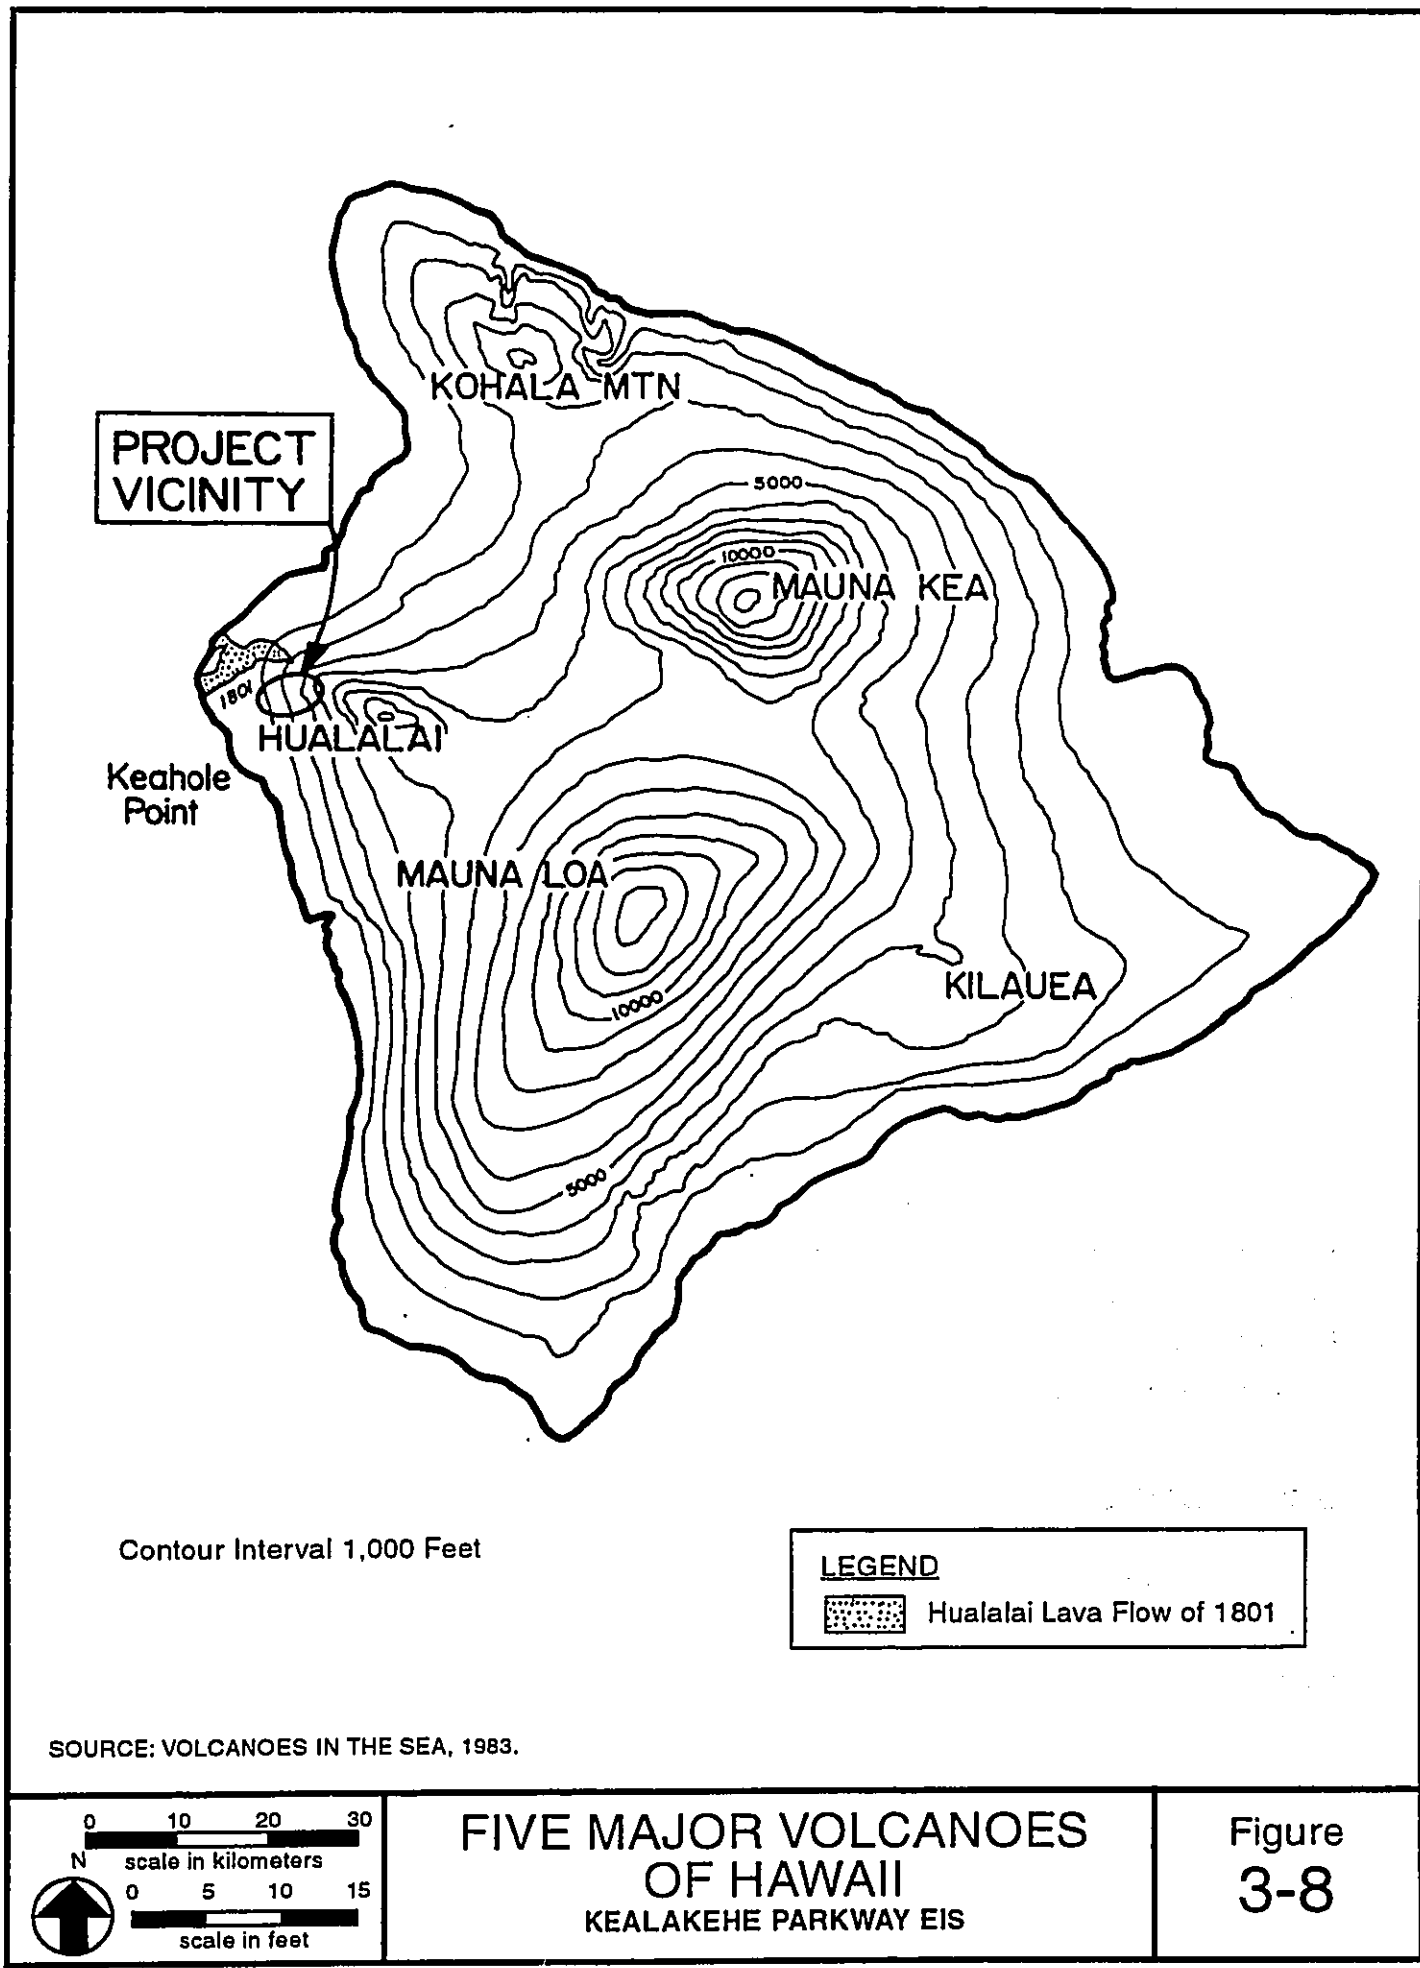 KOHALA MTN
PROJECT
VICINITY
5000
10000
MAUNA KEA
1801
HUALALAI
Keahole
Point
MAUNA LOA
KILAUEA
10000
5000
Contour Interval 1,000 Feet
LEGEND
Hualalai Lava Flow of 1801
SOURCE: VOLCANOES IN THE SEA, 1983.
0 10 20 30
scale in kilometers
N
0 5 10 15
scale in feet
FIVE MAJOR VOLCANOES
OF HAWAII
KEALAKEHE PARKWAY EIS
Figure
3-8